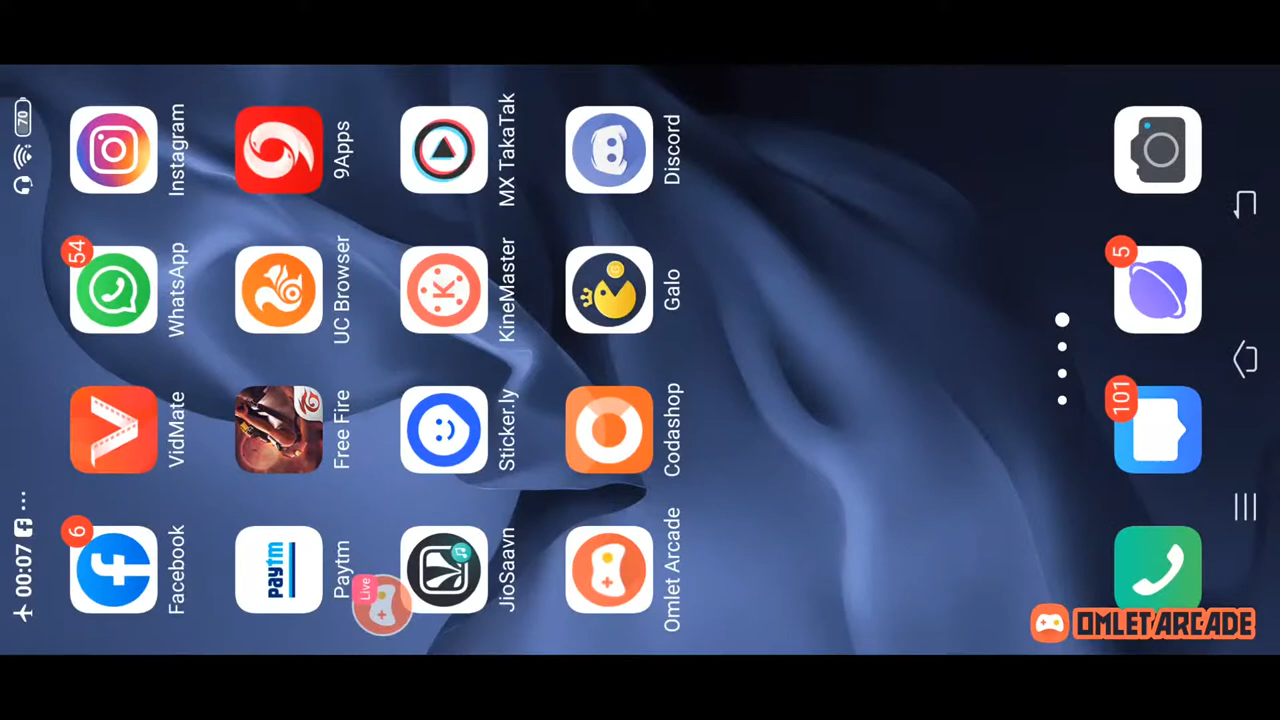 00:07 ... 70
6
Facebook
VidMate
54
WhatsApp
Instagram
paytm
Paytm
Free Fire
UC Browser
9Apps
Live
JioSaavn
Sticker.ly
KineMaster
MX TakaTak
Omlet Arcade
Codashop
G
Galo
Discord
101
5
OMLET ARCADE